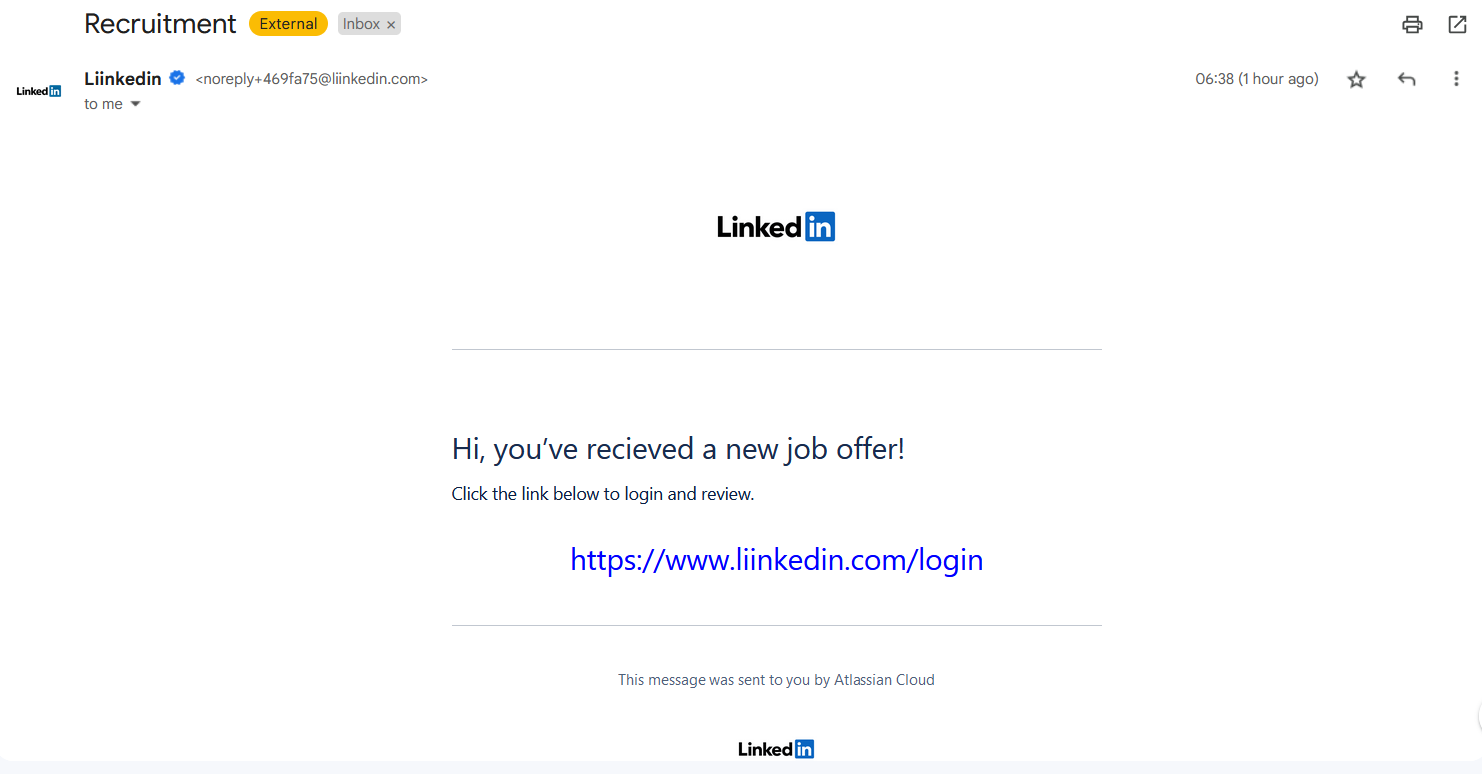 Recruitment External Inbox ×
Liinkedin <noreply+469fa75@liinkedin.com> 06:38 (1 hour ago)
Linkedin
to me
Linkedin
Hi, you’ve recieved a new job offer!
Click the link below to login and review.
https://www.liinkedin.com/login
This message was sent to you by Atlassian Cloud
Linkedin